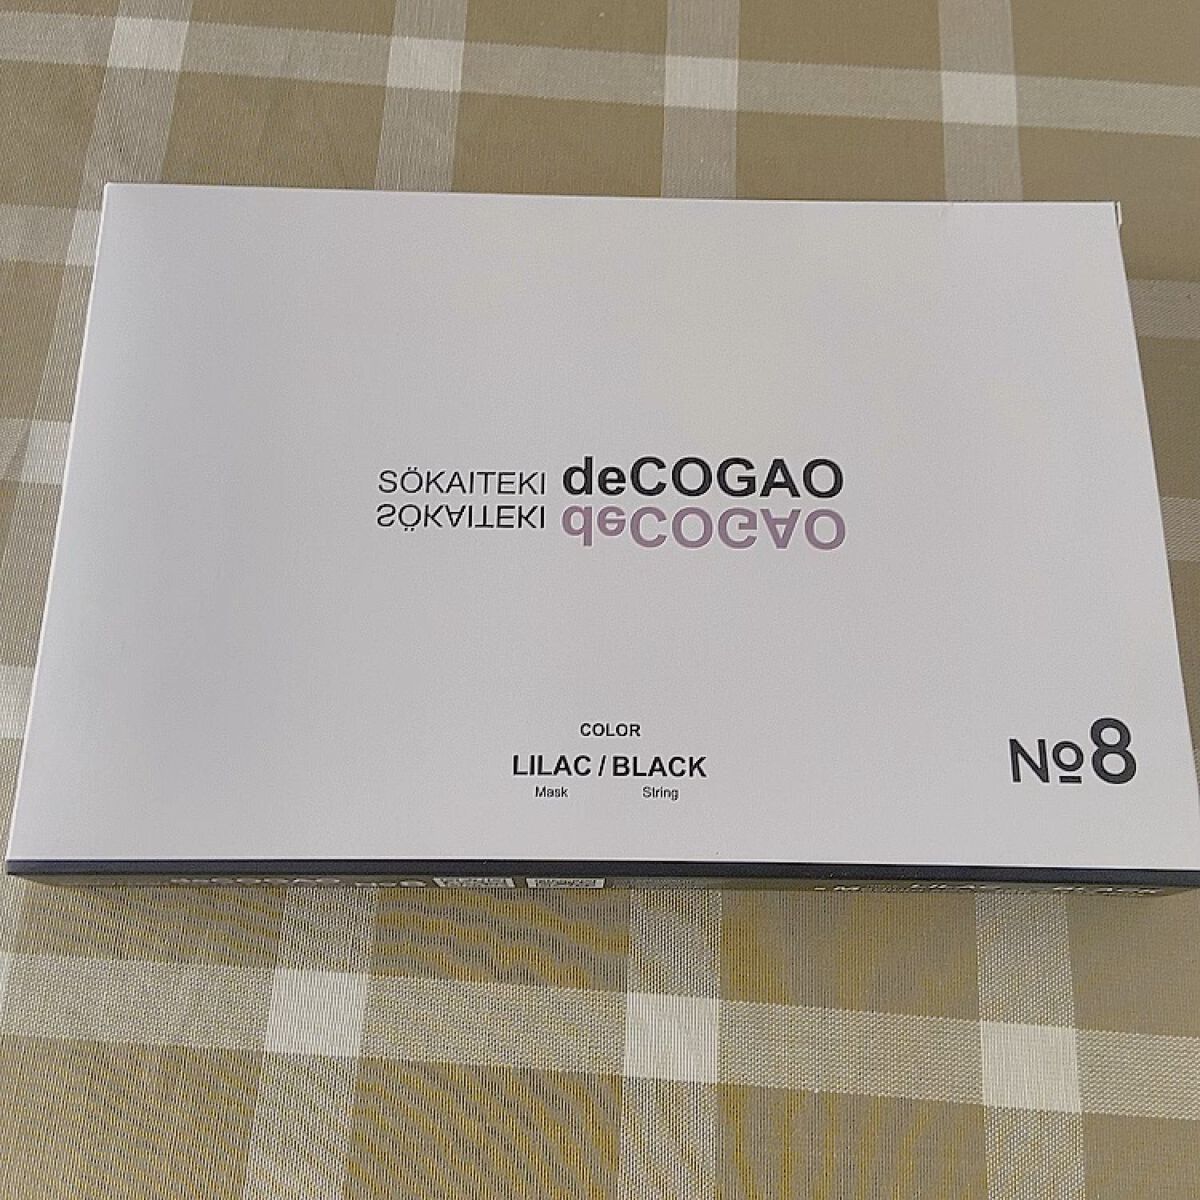 SÖKAITEKI deCOGAO
SÖKAITEKI deCOGAO
COLOR
LILAC / BLACK
Mask String
№8